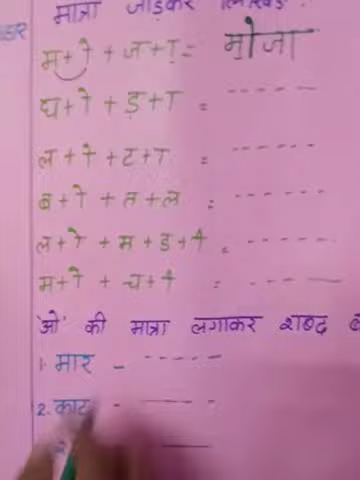 मात्रा जोड़कर लिखिए.
म + ो + ज + ा = मोजा
घ + ो + ड़ + ा = ------
ल + ो + ट + ा = ------
ब + ो + त + ल = ------
ल + ो + म + ड़ + ी = ------
म + ो + च + ी = ------
'ओ' की मात्रा लगाकर शब्द
1. मार - ------
2. काट - ------